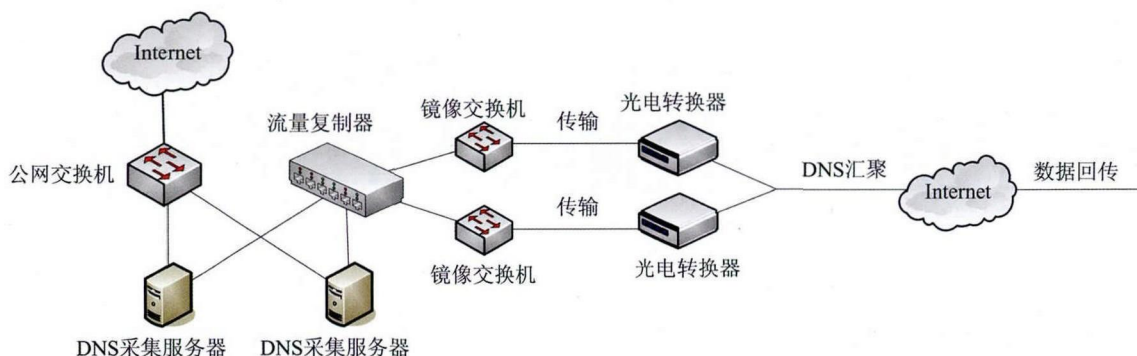 Internet
公网交换机
流量复制器
镜像交换机
传输
光电转换器
镜像交换机
传输
光电转换器
DNS汇聚
Internet
数据回传
DNS采集服务器
DNS采集服务器